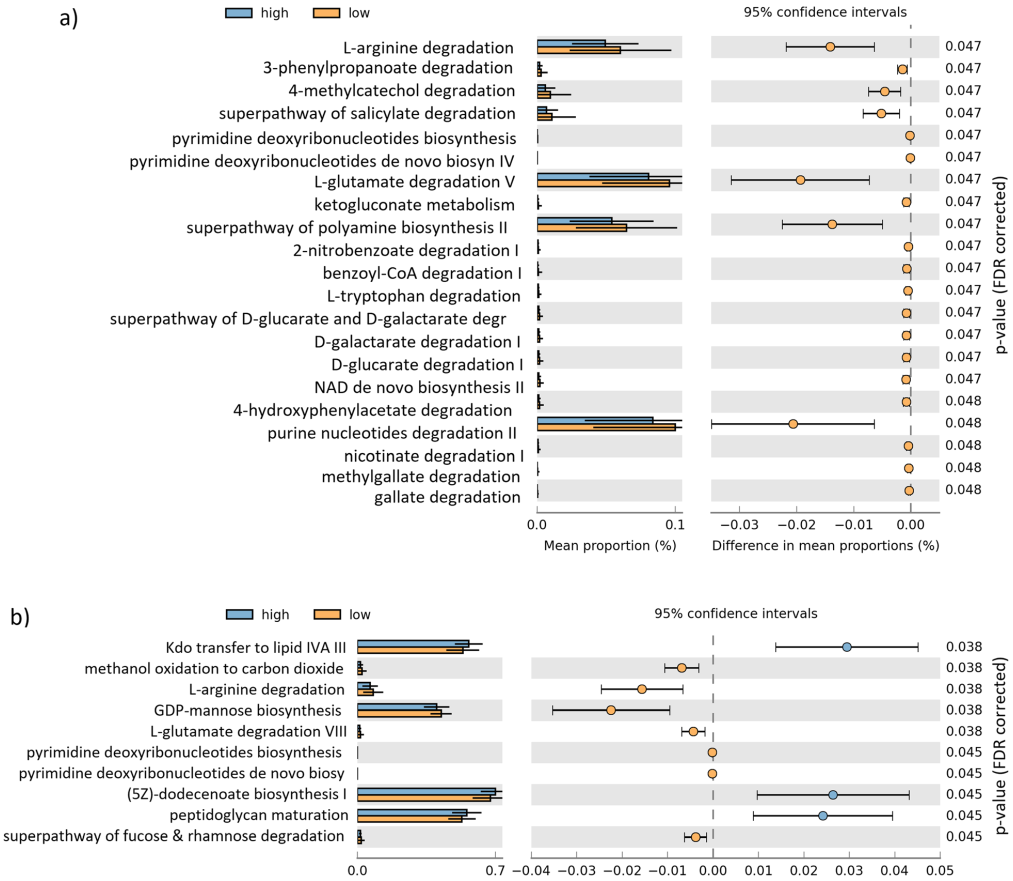 a)
high low 95% confidence intervals
L-arginine degradation 0.047
3-phenylpropanoate degradation 0.047
4-methylcatechol degradation 0.047
superpathway of salicylate degradation 0.047
pyrimidine deoxyribonucleotides biosynthesis 0.047
pyrimidine deoxyribonucleotides de novo biosyn IV 0.047
L-glutamate degradation V 0.047
ketogluconate metabolism 0.047
superpathway of polyamine biosynthesis II 0.047
2-nitrobenzoate degradation I 0.047
benzoyl-CoA degradation I 0.047
L-tryptophan degradation 0.047
superpathway of D-glucarate and D-galactarate degr 0.047
D-galactarate degradation I 0.047
D-glucarate degradation I 0.047
NAD de novo biosynthesis II 0.047
4-hydroxyphenylacetate degradation 0.048
purine nucleotides degradation II 0.048
nicotinate degradation I 0.048
methylgallate degradation 0.048
gallate degradation 0.048
p-value (FDR corrected)
0.0 0.1 −0.03 −0.02 −0.01 0.00
Mean proportion (%) Difference in mean proportions (%)
b)
high low 95% confidence intervals
Kdo transfer to lipid IVA III 0.038
methanol oxidation to carbon dioxide 0.038
L-arginine degradation 0.038
GDP-mannose biosynthesis 0.038
L-glutamate degradation VIII 0.038
pyrimidine deoxyribonucleotides biosynthesis 0.045
pyrimidine deoxyribonucleotides de novo biosy 0.045
(5Z)-dodecenoate biosynthesis I 0.045
peptidoglycan maturation 0.045
superpathway of fucose & rhamnose degradation 0.045
p-value (FDR corrected)
0.0 0.7 −0.04 −0.03 −0.02 −0.01 0.00 0.01 0.02 0.03 0.04 0.05